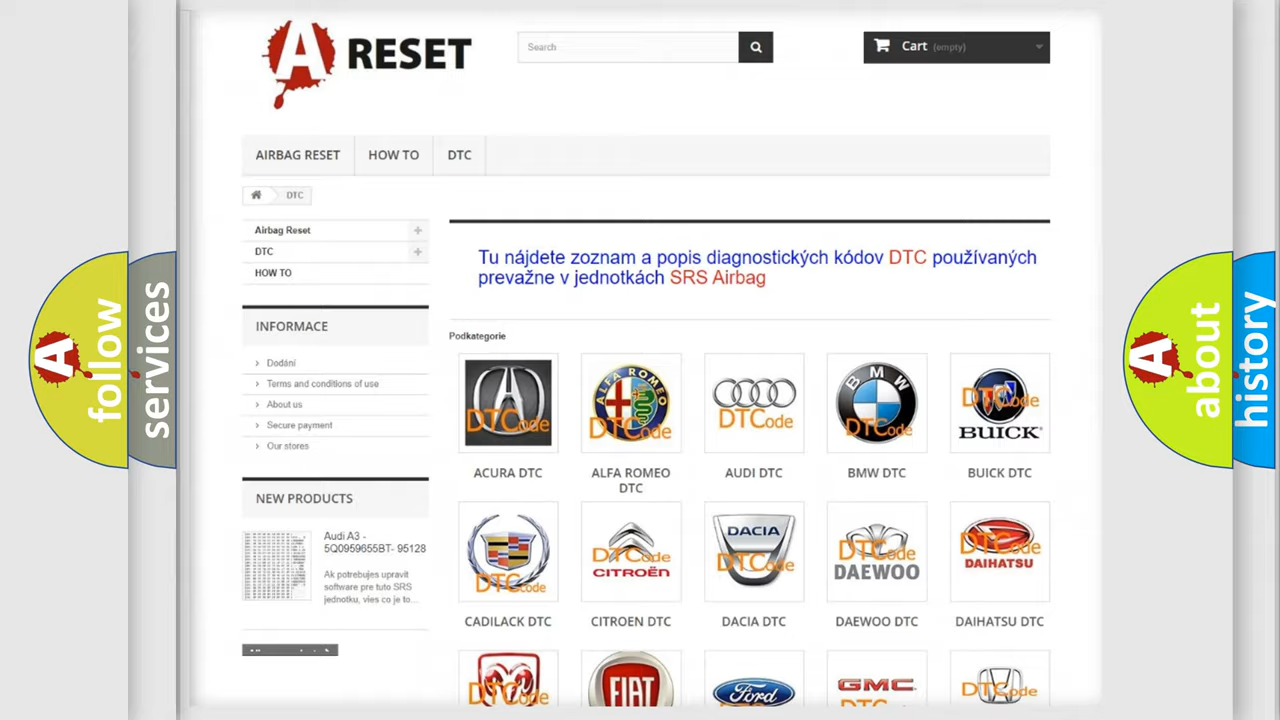 A RESET
Search
Cart (empty)
AIRBAG RESET
HOW TO
DTC
DTC
Airbag Reset
DTC
HOW TO
INFORMACE
Dodání
Terms and conditions of use
About us
Secure payment
Our stores
NEW PRODUCTS
Audi A3 -
5Q0959655BT- 95128
Ak potrebujes upravit
software pre tuto SRS
jednotku, vies co je to...
Tu nájdete zoznam a popis diagnostických kódov DTC používaných
prevažne v jednotkách SRS Airbag
Podkategorie
DTCode
ALFA ROMEO
DTCode
DTCode
BMW
DTCode
DTCode
BUICK
ACURA DTC
ALFA ROMEO
DTC
AUDI DTC
BMW DTC
BUICK DTC
DTCode
DTCode
CITROËN
DACIA
DTCode
DTCode
DAEWOO
DTCode
DAIHATSU
CADILACK DTC
CITROEN DTC
DACIA DTC
DAEWOO DTC
DAIHATSU DTC
DTCode
FIAT
Ford
GMC
DTCode
A follow
services
A about
history